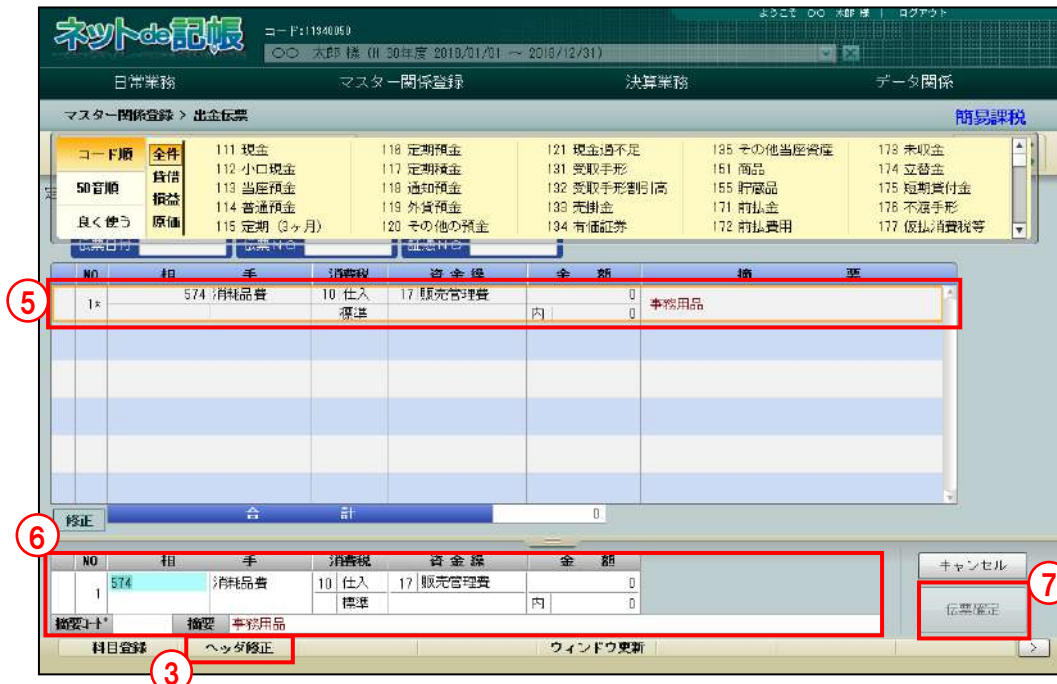 ようこそ 〇〇 太郎 様 | ログアウト
ネットde記帳
コード:11340050
〇〇 太郎 様 (H 30年度 2018/01/01 ～ 2018/12/31)
日常業務 マスター関係登録 決算業務 データ関係
マスター関係登録 > 出金伝票 簡易課税
コード順 全件 111 現金 116 定期預金 121 現金過不足 135 その他当座資産 173 未収金
貸借 112 小口現金 117 定期積金 131 受取手形 151 商品 174 立替金
50音順 損益 113 当座預金 118 通知預金 132 受取手形割引高 155 貯蔵品 175 短期貸付金
良く使う 原価 114 普通預金 119 外貨預金 133 売掛金 171 前払金 176 不渡手形
115 定期 (3ヶ月) 120 その他の預金 134 有価証券 172 前払費用 177 仮払消費税等
伝票日付 伝票NO 証憑NO
NO 相 手 消費税 資金繰 金 額 摘 要
⑤ 1* 574 消耗品費 10 仕入 17 販売管理費 0 事務用品
標準 内 0
修正 合 計 0
⑥
NO 相 手 消費税 資金繰 金 額 キャンセル
1 574 消耗品費 10 仕入 17 販売管理費 0 ⑦
標準 内 0 伝票確定
摘要コード 摘要 事務用品
科目登録 ヘッダ修正 ウィンドウ更新 >
③